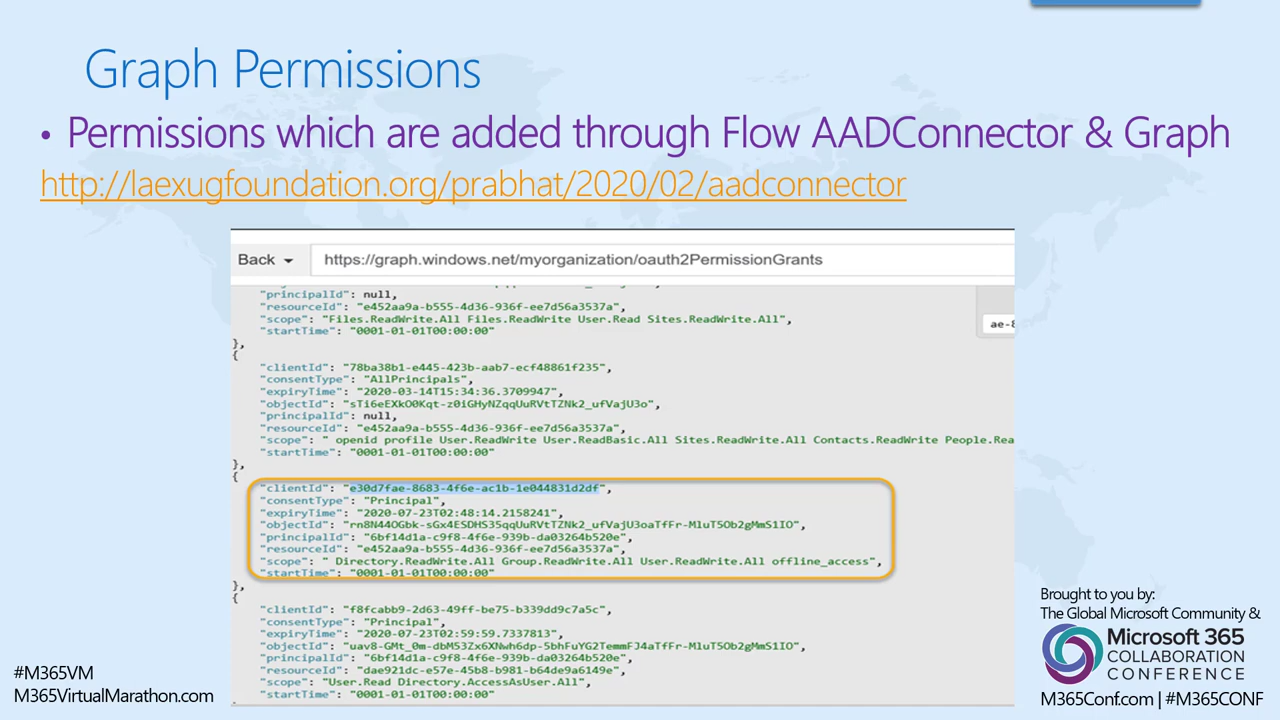 Graph Permissions
• Permissions which are added through Flow AADConnector & Graph
http://laexugfoundation.org/prabhat/2020/02/aadconnector
Back https://graph.windows.net/myorganization/oauth2PermissionGrants
"principalId": null,
"resourceId": "e452aa9a-b555-4d36-936f-ee7d56a3537a",
"scope": "Files.ReadWrite.All Files.ReadWrite User.Read Sites.ReadWrite.All",
"startTime": "0001-01-01T00:00:00"
ae-8
},
{
"clientId": "78ba38b1-e445-423b-aab7-ecf48861f235",
"consentType": "AllPrincipals",
"expiryTime": "2020-03-14T15:34:36.3709947",
"objectId": "sTi6eEXkO0Kqt-z0iGHyNZqqUuRVtTZNk2_ufVajU3o",
"principalId": null,
"resourceId": "e452aa9a-b555-4d36-936f-ee7d56a3537a",
"scope": " openid profile User.ReadWrite User.ReadBasic.All Sites.ReadWrite.All Contacts.ReadWrite People.Rea
"startTime": "0001-01-01T00:00:00"
},
{
"clientId": "e30d7fae-8683-4f6e-ac1b-1e044831d2df",
"consentType": "Principal",
"expiryTime": "2020-07-23T02:48:14.2158241",
"objectId": "rn8N44OGbk-sGx4ESDHS35qqUuRVtTZNk2_ufVajU3oaTfFr-MluT5Ob2gMmS1IO",
"principalId": "6bf14d1a-c9f8-4f6e-939b-da03264b520e",
"resourceId": "e452aa9a-b555-4d36-936f-ee7d56a3537a",
"scope": " Directory.ReadWrite.All Group.ReadWrite.All User.ReadWrite.All offline_access",
"startTime": "0001-01-01T00:00:00"
},
{
"clientId": "f8fcabb9-2d63-49ff-be75-b339dd9c7a5c",
"consentType": "Principal",
"expiryTime": "2020-07-23T02:59:59.7337813",
"objectId": "uav8-GMt_0m-dbM53Zx6XNwh6dp-5bhFuYG2TemmFJ4aTfFr-MluT5Ob2gMmS1IO",
"principalId": "6bf14d1a-c9f8-4f6e-939b-da03264b520e",
"resourceId": "dae921dc-e57e-45b8-b981-b64de9a6149e",
"scope": "User.Read Directory.AccessAsUser.All",
"startTime": "0001-01-01T00:00:00"
#M365VM
M365VirtualMarathon.com
Brought to you by:
The Global Microsoft Community &
Microsoft 365
COLLABORATION
CONFERENCE
M365Conf.com | #M365CONF